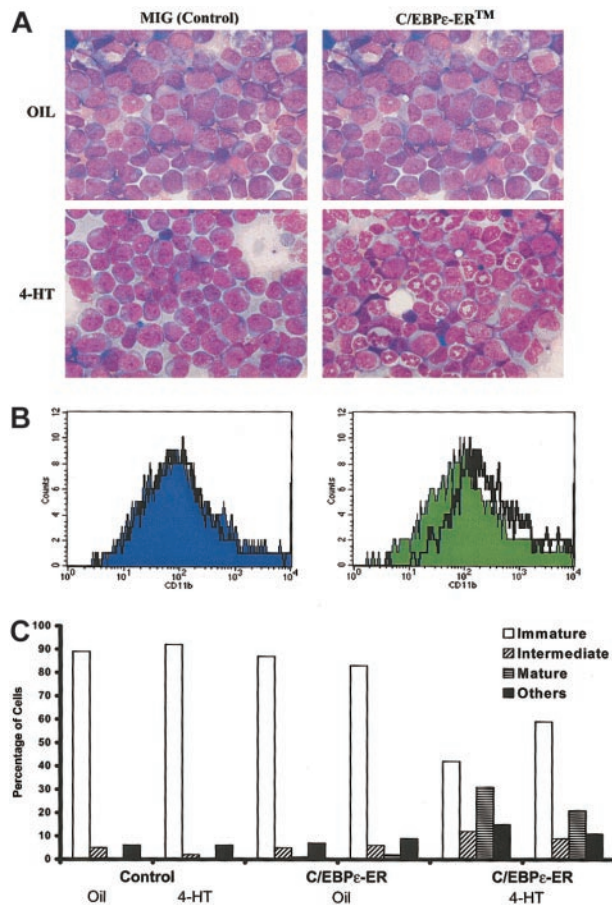 A
MIG (Control)
C/EBPε-ER™
OIL
4-HT
B
12
10
8
6
4
2
0
Counts
10⁰ 10¹ 10² 10³ 10⁴
CD11b
12
10
8
6
4
2
0
Counts
10⁰ 10¹ 10² 10³ 10⁴
CD11b
C
100
90
80
70
60
50
40
30
20
10
0
Percentage of Cells
Immature
Intermediate
Mature
Others
Control
C/EBPε-ER
C/EBPε-ER
Oil
4-HT
Oil
4-HT